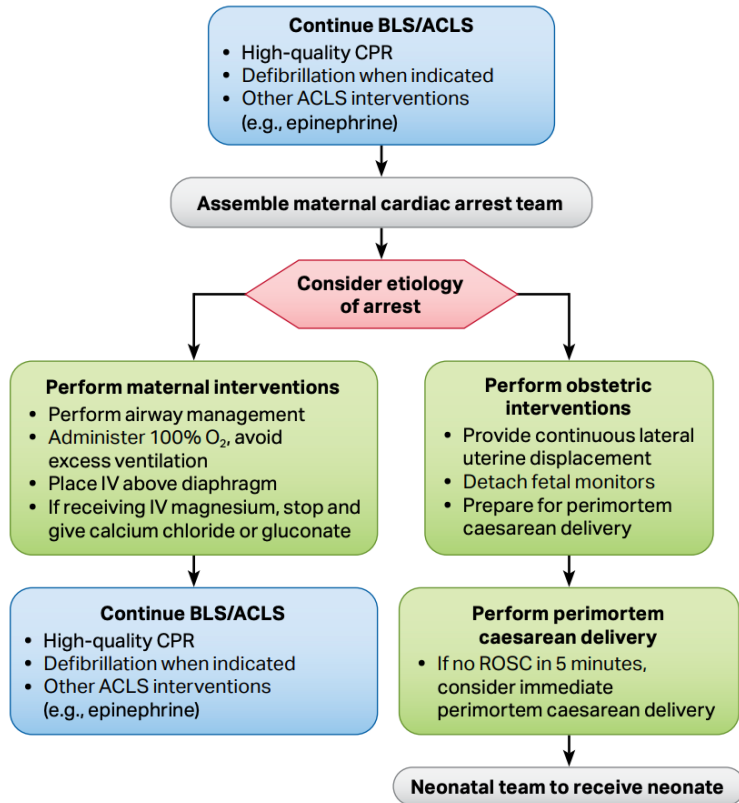 Continue BLS/ACLS
• High-quality CPR
• Defibrillation when indicated
• Other ACLS interventions
(e.g., epinephrine)
Assemble maternal cardiac arrest team
Consider etiology
of arrest
Perform maternal interventions
• Perform airway management
• Administer 100% O₂, avoid
excess ventilation
• Place IV above diaphragm
• If receiving IV magnesium, stop and
give calcium chloride or gluconate
Perform obstetric
interventions
• Provide continuous lateral
uterine displacement
• Detach fetal monitors
• Prepare for perimortem
caesarean delivery
Continue BLS/ACLS
• High-quality CPR
• Defibrillation when indicated
• Other ACLS interventions
(e.g., epinephrine)
Perform perimortem
caesarean delivery
• If no ROSC in 5 minutes,
consider immediate
perimortem caesarean delivery
Neonatal team to receive neonate